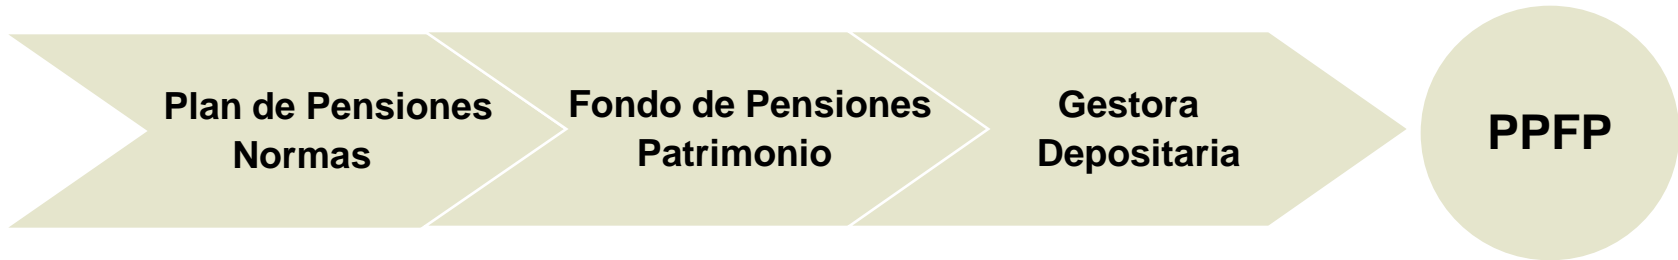 Plan de Pensiones
Normas
Fondo de Pensiones
Patrimonio
Gestora
Depositaria
PPFP